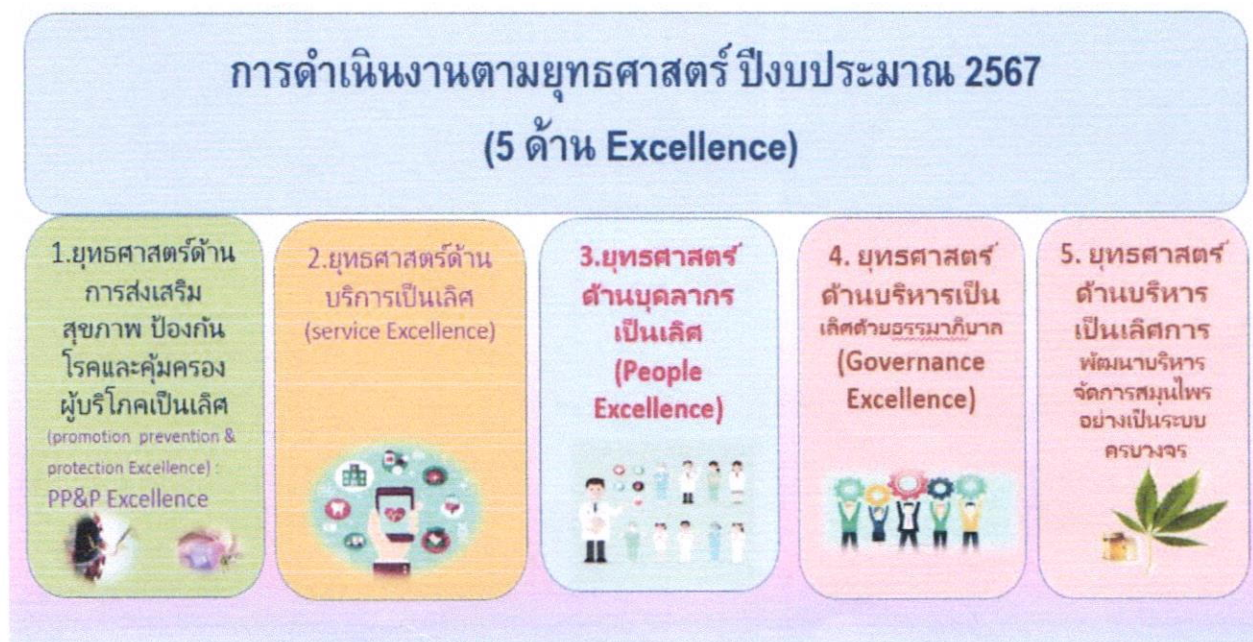 การดำเนินงานตามยุทธศาสตร์ ปีงบประมาณ 2567
(5 ด้าน Excellence)
1.ยุทธศาสตร์ด้าน
การส่งเสริม
สุขภาพ ป้องกัน
โรคและคุ้มครอง
ผู้บริโภคเป็นเลิศ
(promotion prevention &
protection Excellence) :
PP&P Excellence
2.ยุทธศาสตร์ด้าน
บริการเป็นเลิศ
(service Excellence)
3.ยุทธศาสตร์
ด้านบุคลากร
เป็นเลิศ
(People
Excellence)
4. ยุทธศาสตร์
ด้านบริหารเป็น
เลิศด้วยธรรมาภิบาล
(Governance
Excellence)
5. ยุทธศาสตร์
ด้านบริหาร
เป็นเลิศการ
พัฒนาบริหาร
จัดการสมุนไพร
อย่างเป็นระบบ
ครบวงจร